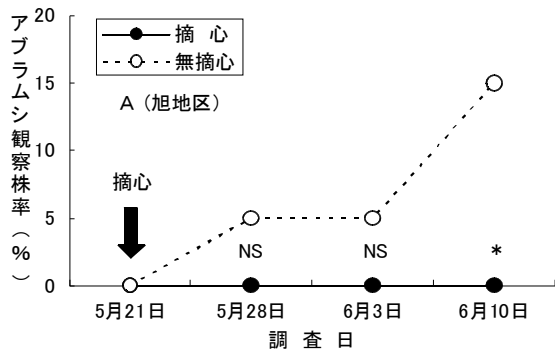 アブラムシ観察株率(%)
20
15
10
5
0
摘 心
無摘心
A(旭地区)
摘心
NS
NS
*
5月21日
5月28日
6月3日
6月10日
調 査 日